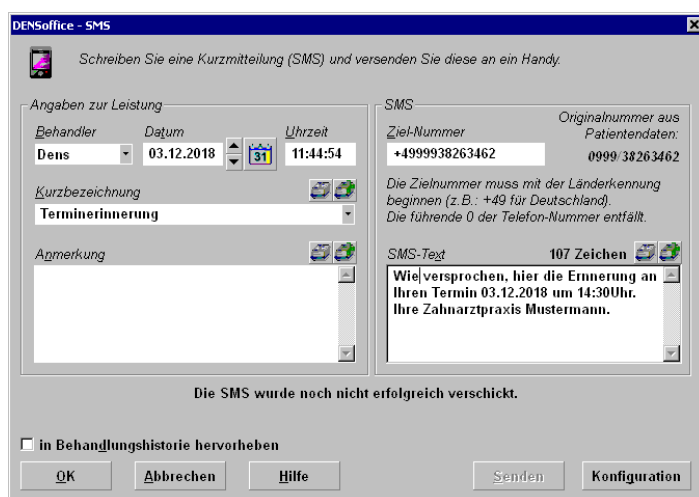 DENSoffice - SMS
Schreiben Sie eine Kurzmitteilung (SMS) und versenden Sie diese an ein Handy.
Angaben zur Leistung
Behandler Datum Uhrzeit
Dens 03.12.2018 31 11:44:54
Kurzbezeichnung
Terminerinnerung
Anmerkung
SMS
Originalnummer aus
Ziel-Nummer Patientendaten:
+4999938263462 0999/38263462
Die Zielnummer muss mit der Länderkennung
beginnen (z.B.: +49 für Deutschland).
Die führende 0 der Telefon-Nummer entfällt.
SMS-Text 107 Zeichen
Wie versprochen, hier die Ernnerung an
Ihren Termin 03.12.2018 um 14:30Uhr.
Ihre Zahnarztpraxis Mustermann.
Die SMS wurde noch nicht erfolgreich verschickt.
in Behandlungshistorie hervorheben
OK Abbrechen Hilfe Senden Konfiguration